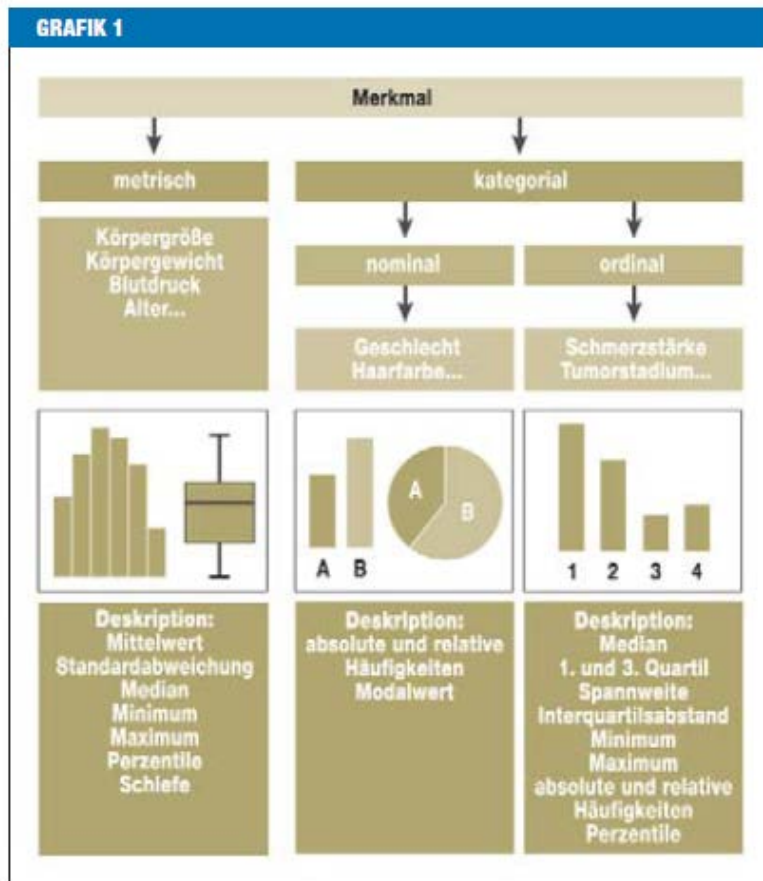 GRAFIK 1
Merkmal
metrisch
kategorial
Körpergröße
Körpergewicht
Blutdruck
Alter...
nominal
ordinal
Geschlecht
Haarfarbe...
Schmerzstärke
Tumorstadium...
A
B
A
B
1
2
3
4
Deskription:
Mittelwert
Standardabweichung
Median
Minimum
Maximum
Perzentile
Schiefe
Deskription:
absolute und relative
Häufigkeiten
Modalwert
Deskription:
Median
1. und 3. Quartil
Spannweite
Interquartilsabstand
Minimum
Maximum
absolute und relative
Häufigkeiten
Perzentile